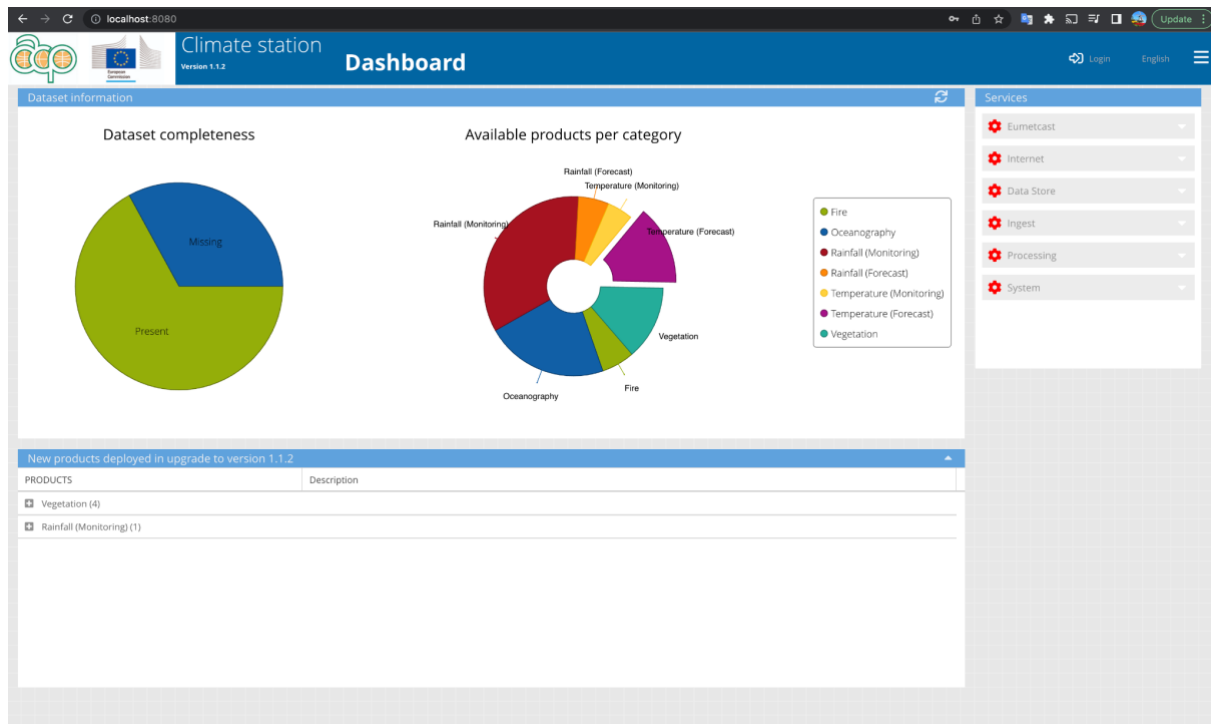 localhost:8080
Update
acp
European
Commission
Climate station
Version 1.1.2
Dashboard
Login
English
Dataset information
Services
Dataset completeness
Missing
Present
Available products per category
Rainfall (Forecast)
Temperature (Monitoring)
Rainfall (Monitoring)
Temperature (Forecast)
Vegetation
Fire
Oceanography
Fire
Oceanography
Rainfall (Monitoring)
Rainfall (Forecast)
Temperature (Monitoring)
Temperature (Forecast)
Vegetation
Eumetcast
Internet
Data Store
Ingest
Processing
System
New products deployed in upgrade to version 1.1.2
PRODUCTS Description
Vegetation (4)
Rainfall (Monitoring) (1)